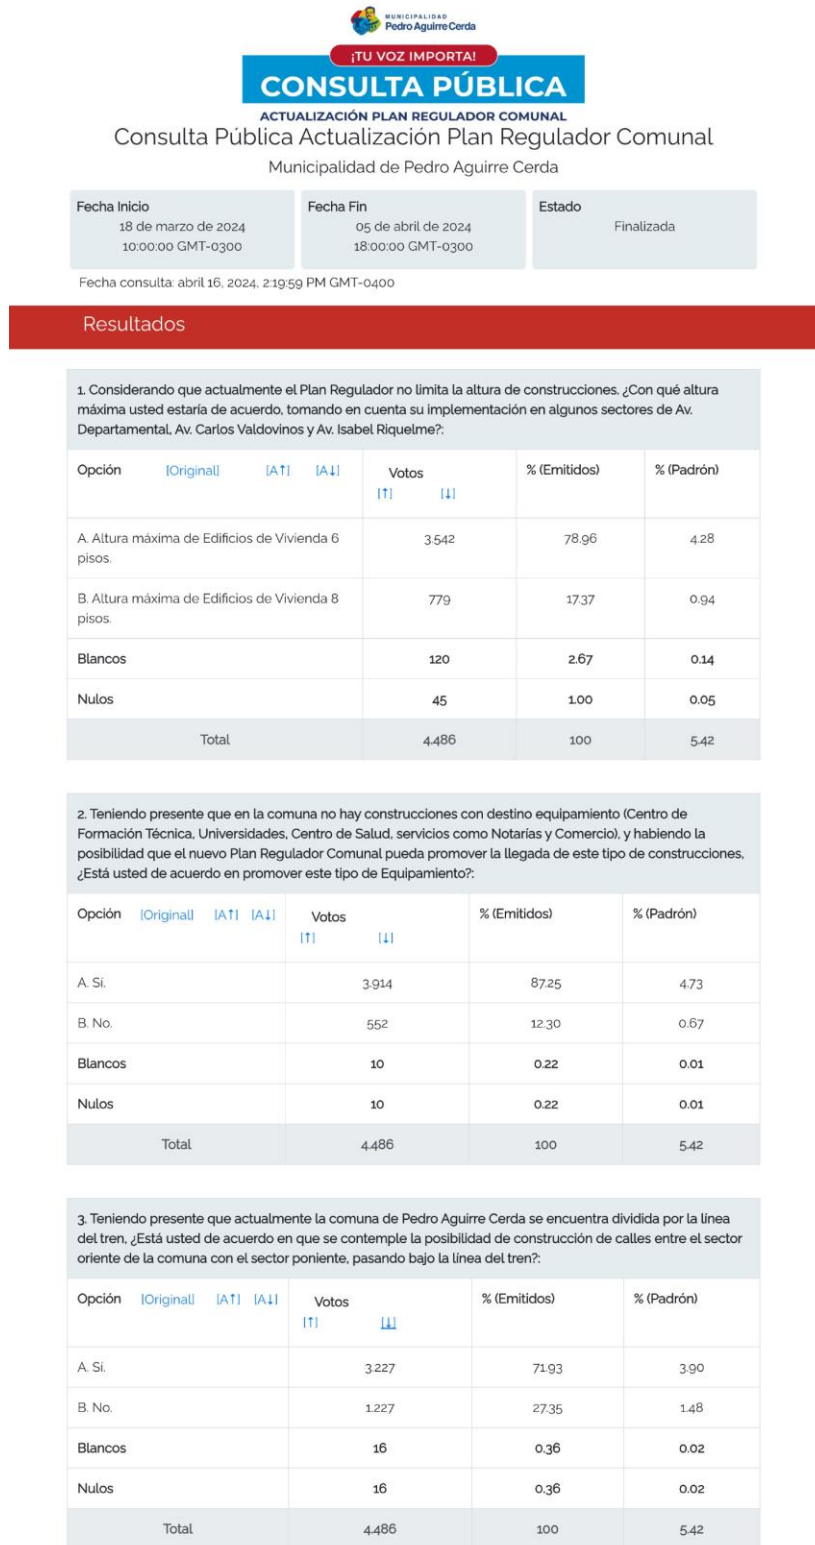 MUNICIPALIDAD
Pedro Aguirre Cerda
¡TU VOZ IMPORTA!
CONSULTA PÚBLICA
ACTUALIZACIÓN PLAN REGULADOR COMUNAL
Consulta Pública Actualización Plan Regulador Comunal
Municipalidad de Pedro Aguirre Cerda
Fecha Inicio
18 de marzo de 2024
10:00:00 GMT-0300
Fecha Fin
05 de abril de 2024
18:00:00 GMT-0300
Estado
Finalizada
Fecha consulta: abril 16, 2024, 2:19:59 PM GMT-0400
Resultados
1. Considerando que actualmente el Plan Regulador no limita la altura de construcciones. ¿Con qué altura
máxima usted estaría de acuerdo, tomando en cuenta su implementación en algunos sectores de Av.
Departamental, Av. Carlos Valdovinos y Av. Isabel Riquelme?:
Opción [Original] [A↑] [A↓] Votos % (Emitidos) % (Padrón)
[↑] [↓]
A. Altura máxima de Edificios de Vivienda 6 3.542 78.96 4.28
pisos.
B. Altura máxima de Edificios de Vivienda 8 779 17.37 0.94
pisos.
Blancos 120 2.67 0.14
Nulos 45 1.00 0.05
Total 4.486 100 5.42
2. Teniendo presente que en la comuna no hay construcciones con destino equipamiento (Centro de
Formación Técnica, Universidades, Centro de Salud, servicios como Notarías y Comercio), y habiendo la
posibilidad que el nuevo Plan Regulador Comunal pueda promover la llegada de este tipo de construcciones,
¿Está usted de acuerdo en promover este tipo de Equipamiento?:
Opción [Original] [A↑] [A↓] Votos % (Emitidos) % (Padrón)
[↑] [↓]
A. Sí. 3.914 87.25 4.73
B. No. 552 12.30 0.67
Blancos 10 0.22 0.01
Nulos 10 0.22 0.01
Total 4.486 100 5.42
3. Teniendo presente que actualmente la comuna de Pedro Aguirre Cerda se encuentra dividida por la línea
del tren, ¿Está usted de acuerdo en que se contemple la posibilidad de construcción de calles entre el sector
oriente de la comuna con el sector poniente, pasando bajo la línea del tren?:
Opción [Original] [A↑] [A↓] Votos % (Emitidos) % (Padrón)
[↑] [↓]
A. Sí. 3.227 71.93 3.90
B. No. 1.227 27.35 1.48
Blancos 16 0.36 0.02
Nulos 16 0.36 0.02
Total 4.486 100 5.42